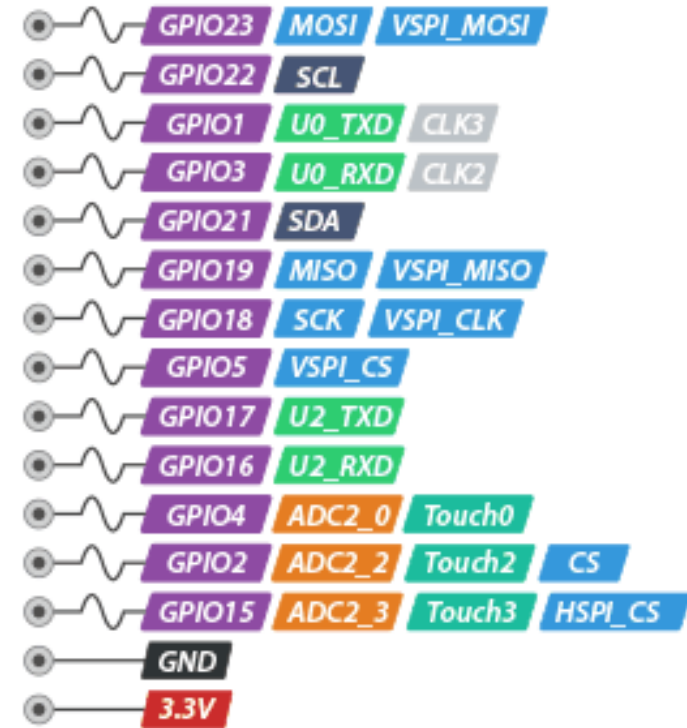 GPIO23 MOSI VSPI_MOSI
GPIO22 SCL
GPIO1 U0_TXD CLK3
GPIO3 U0_RXD CLK2
GPIO21 SDA
GPIO19 MISO VSPI_MISO
GPIO18 SCK VSPI_CLK
GPIO5 VSPI_CS
GPIO17 U2_TXD
GPIO16 U2_RXD
GPIO4 ADC2_0 Touch0
GPIO2 ADC2_2 Touch2 CS
GPIO15 ADC2_3 Touch3 HSPI_CS
GND
3.3V